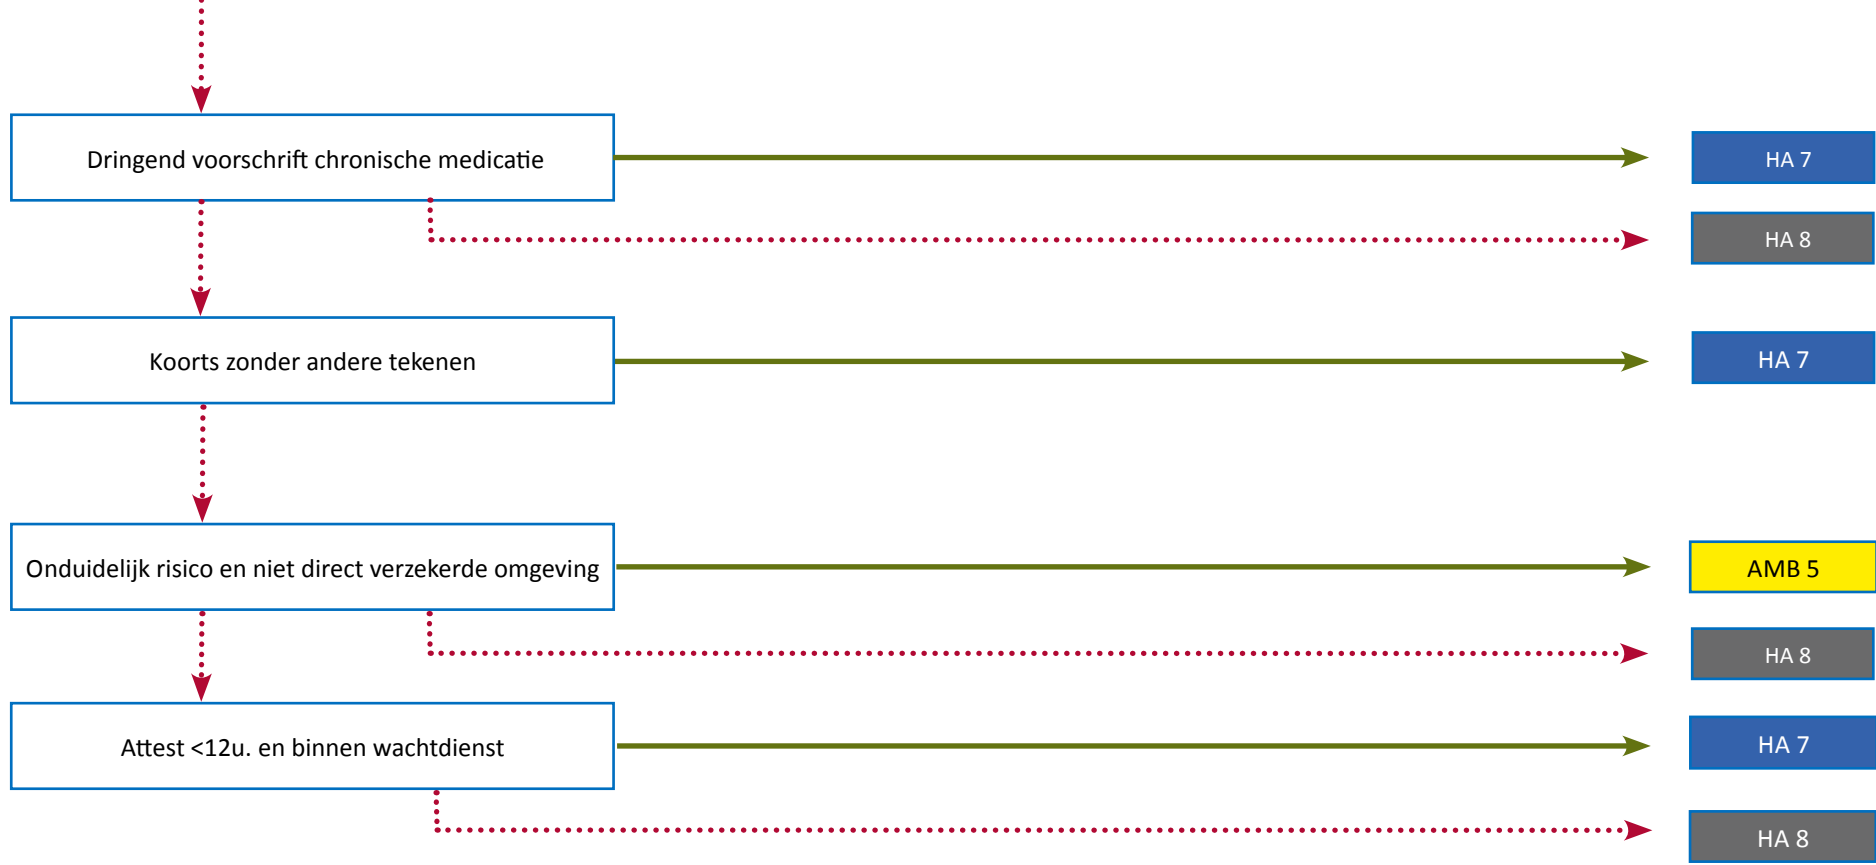 Dringend voorschrift chronische medicatie
HA 7
HA 8
Koorts zonder andere tekenen
HA 7
Onduidelijk risico en niet direct verzekerde omgeving
AMB 5
HA 8
Attest <12u. en binnen wachtdienst
HA 7
HA 8